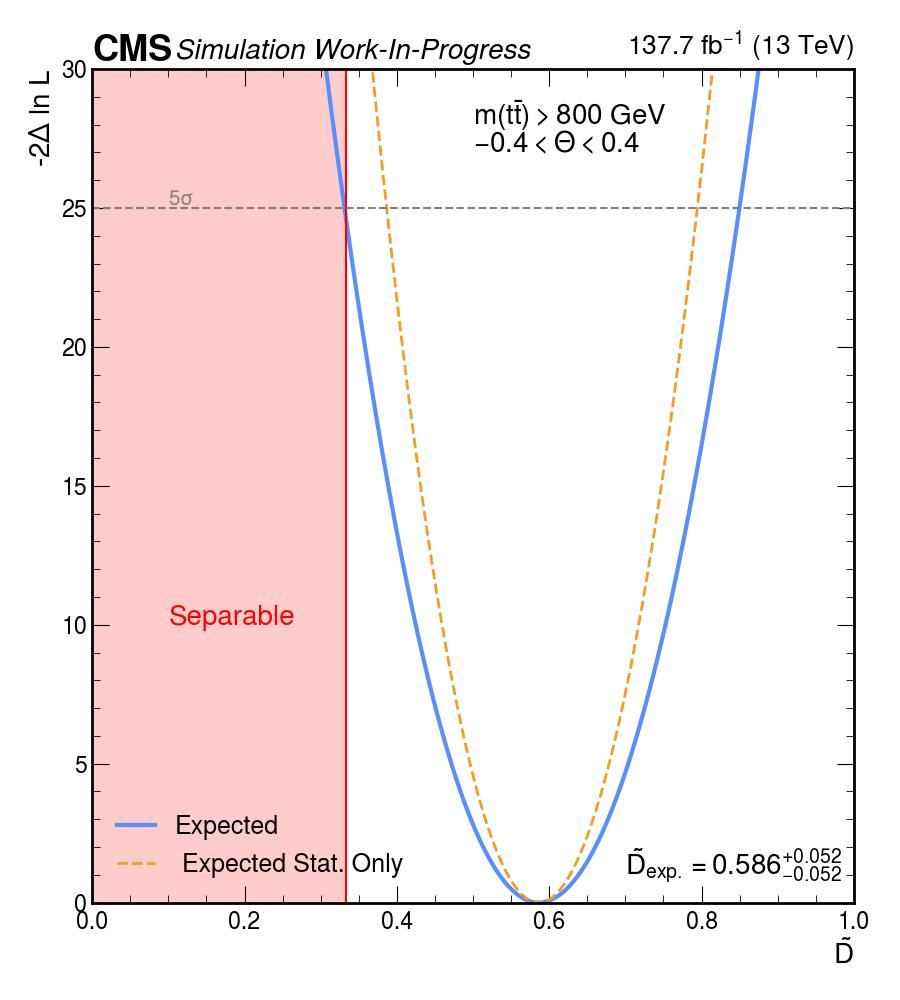 CMS Simulation Work-In-Progress 137.7 fb⁻¹ (13 TeV)
-2Δ ln L
30
25
20
15
10
5
0
m(tt̄) > 800 GeV
−0.4 < Θ < 0.4
5σ
Separable
Expected
Expected Stat. Only
D̃exp. = 0.586 +0.052 −0.052
0.0 0.2 0.4 0.6 0.8 1.0
D̃